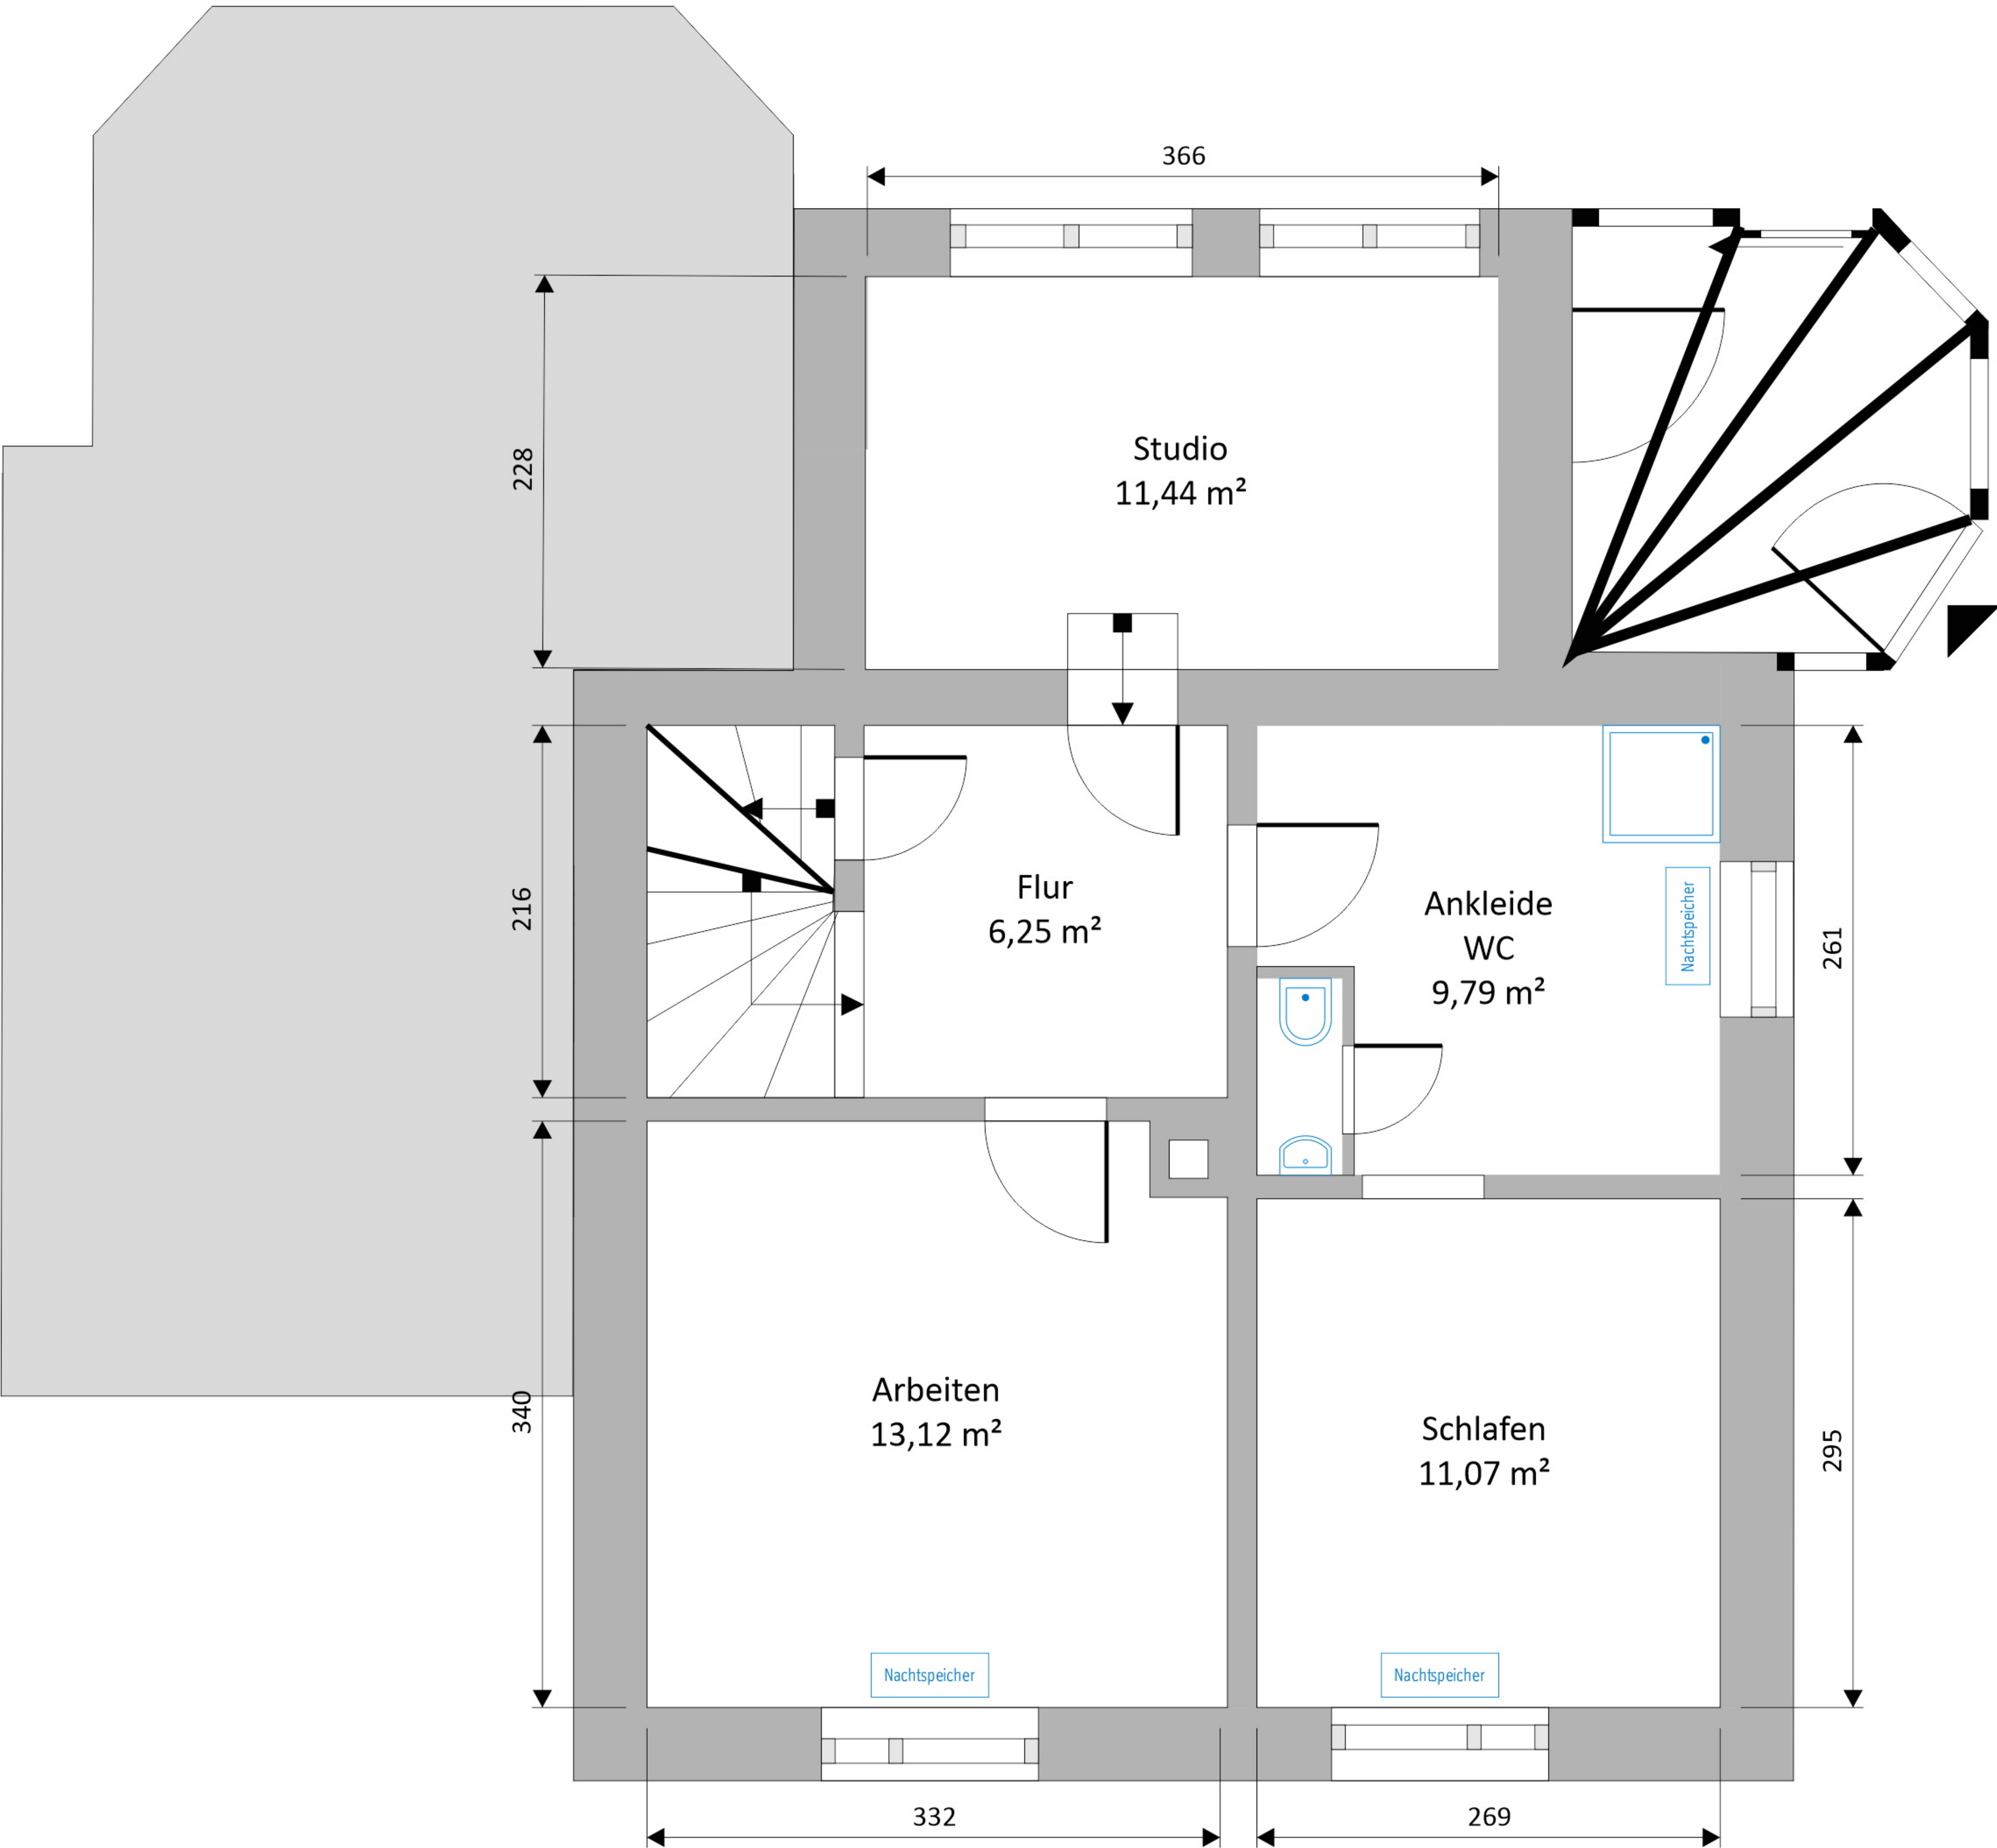 366
228
Studio
11,44 m²
216
Flur
6,25 m²
Ankleide
WC
9,79 m²
Nachtspeicher
261
340
Arbeiten
13,12 m²
Schlafen
11,07 m²
295
Nachtspeicher
Nachtspeicher
332
269